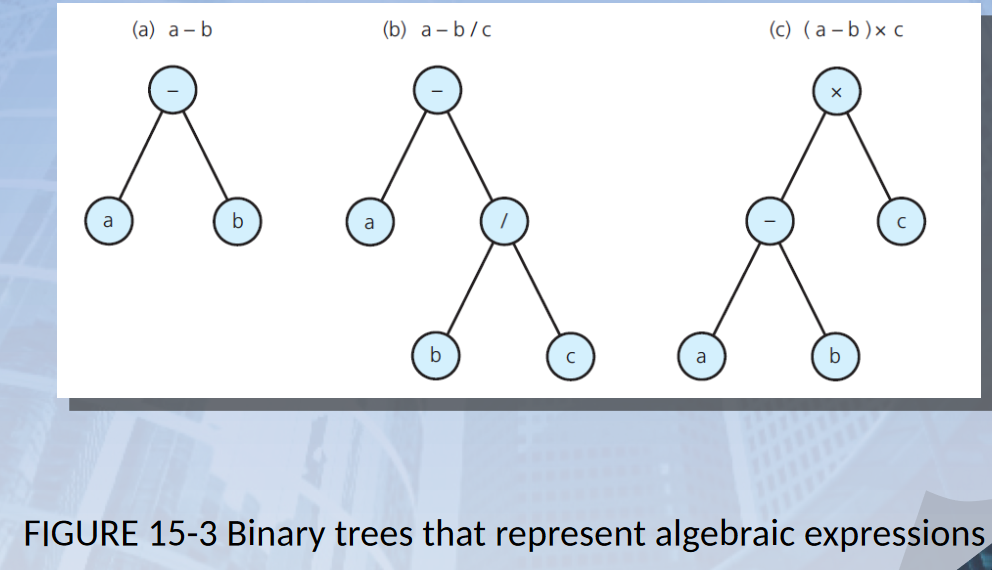 (a) a – b
(b) a – b / c
(c) ( a – b ) × c
– – ×
a b a / – c
b c a b
FIGURE 15-3 Binary trees that represent algebraic expressions